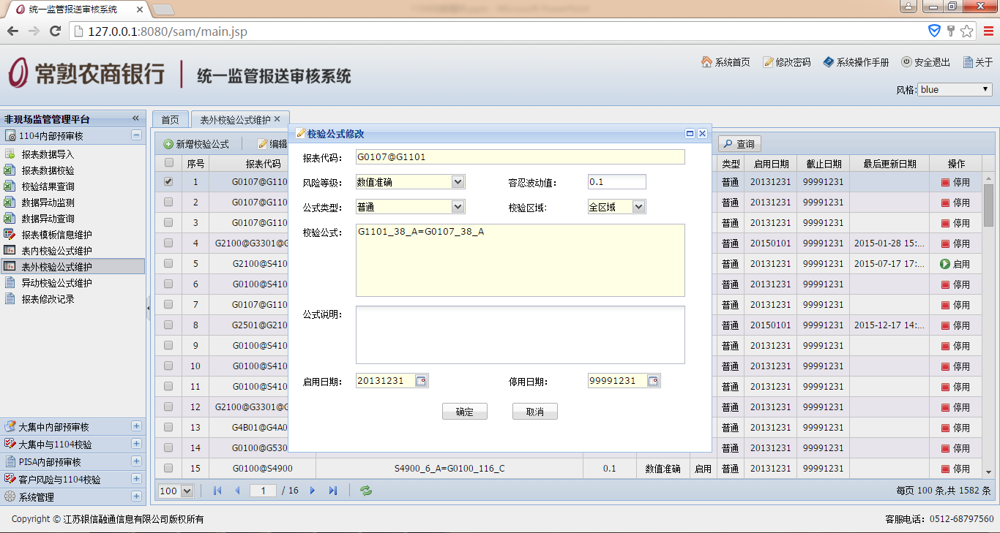 统一监管报送审核系统
127.0.0.1:8080/sam/main.jsp
常熟农商银行 统一监管报送审核系统
系统首页 修改密码 系统操作手册 安全退出 关于
风格: blue
非现场监管管理平台
1104内部预审核
报表数据导入
报表数据校验
校验结果查询
数据异动监测
数据异动查询
报表模板信息维护
表内校验公式维护
表外校验公式维护
异动校验公式维护
报表修改记录
大集中内部预审核
大集中与1104校验
PISA内部预审核
客户风险与1104校验
系统管理
首页 表外校验公式维护
新增校验公式 编辑 查询
序号 报表代码 类型 启用日期 截止日期 最后更新日期 操作
1 G0107@G110 普通 20131231 99991231 停用
2 G0107@G110 普通 20131231 99991231 停用
3 G0107@G110 普通 20131231 99991231 停用
4 G2100@G3301@G 普通 20150101 99991231 2015-01-28 15:... 停用
5 G2100@S410 普通 20131231 99991231 2015-07-17 17:... 启用
6 G0100@S410 普通 20131231 99991231 停用
7 G0107@G110 普通 20131231 99991231 停用
8 G2501@G210 普通 20150101 99991231 2015-12-17 14:... 停用
9 G0100@S410 普通 20131231 99991231 停用
10 G0100@S410 普通 20131231 99991231 停用
11 G0100@S410 普通 20131231 99991231 停用
12 G2100@G3301@G 普通 20131231 99991231 停用
13 G4B01@G4A0 普通 20131231 99991231 停用
14 G0100@G530 普通 20131231 99991231 停用
15 G0100@S4900 S4900_6_A=G0100_116_C 0.1 数值准确 启用 普通 20131231 99991231 停用
校验公式修改
报表代码: G0107@G1101
风险等级: 数值准确 容忍波动值: 0.1
公式类型: 普通 校验区域: 全区域
校验公式: G1101_38_A=G0107_38_A
公式说明:
启用日期: 20131231 停用日期: 99991231
确定 取消
100 1 / 16 每页 100 条,共 1582 条
Copyright © 江苏银信融通信息有限公司版权所有 客服电话: 0512-68797560